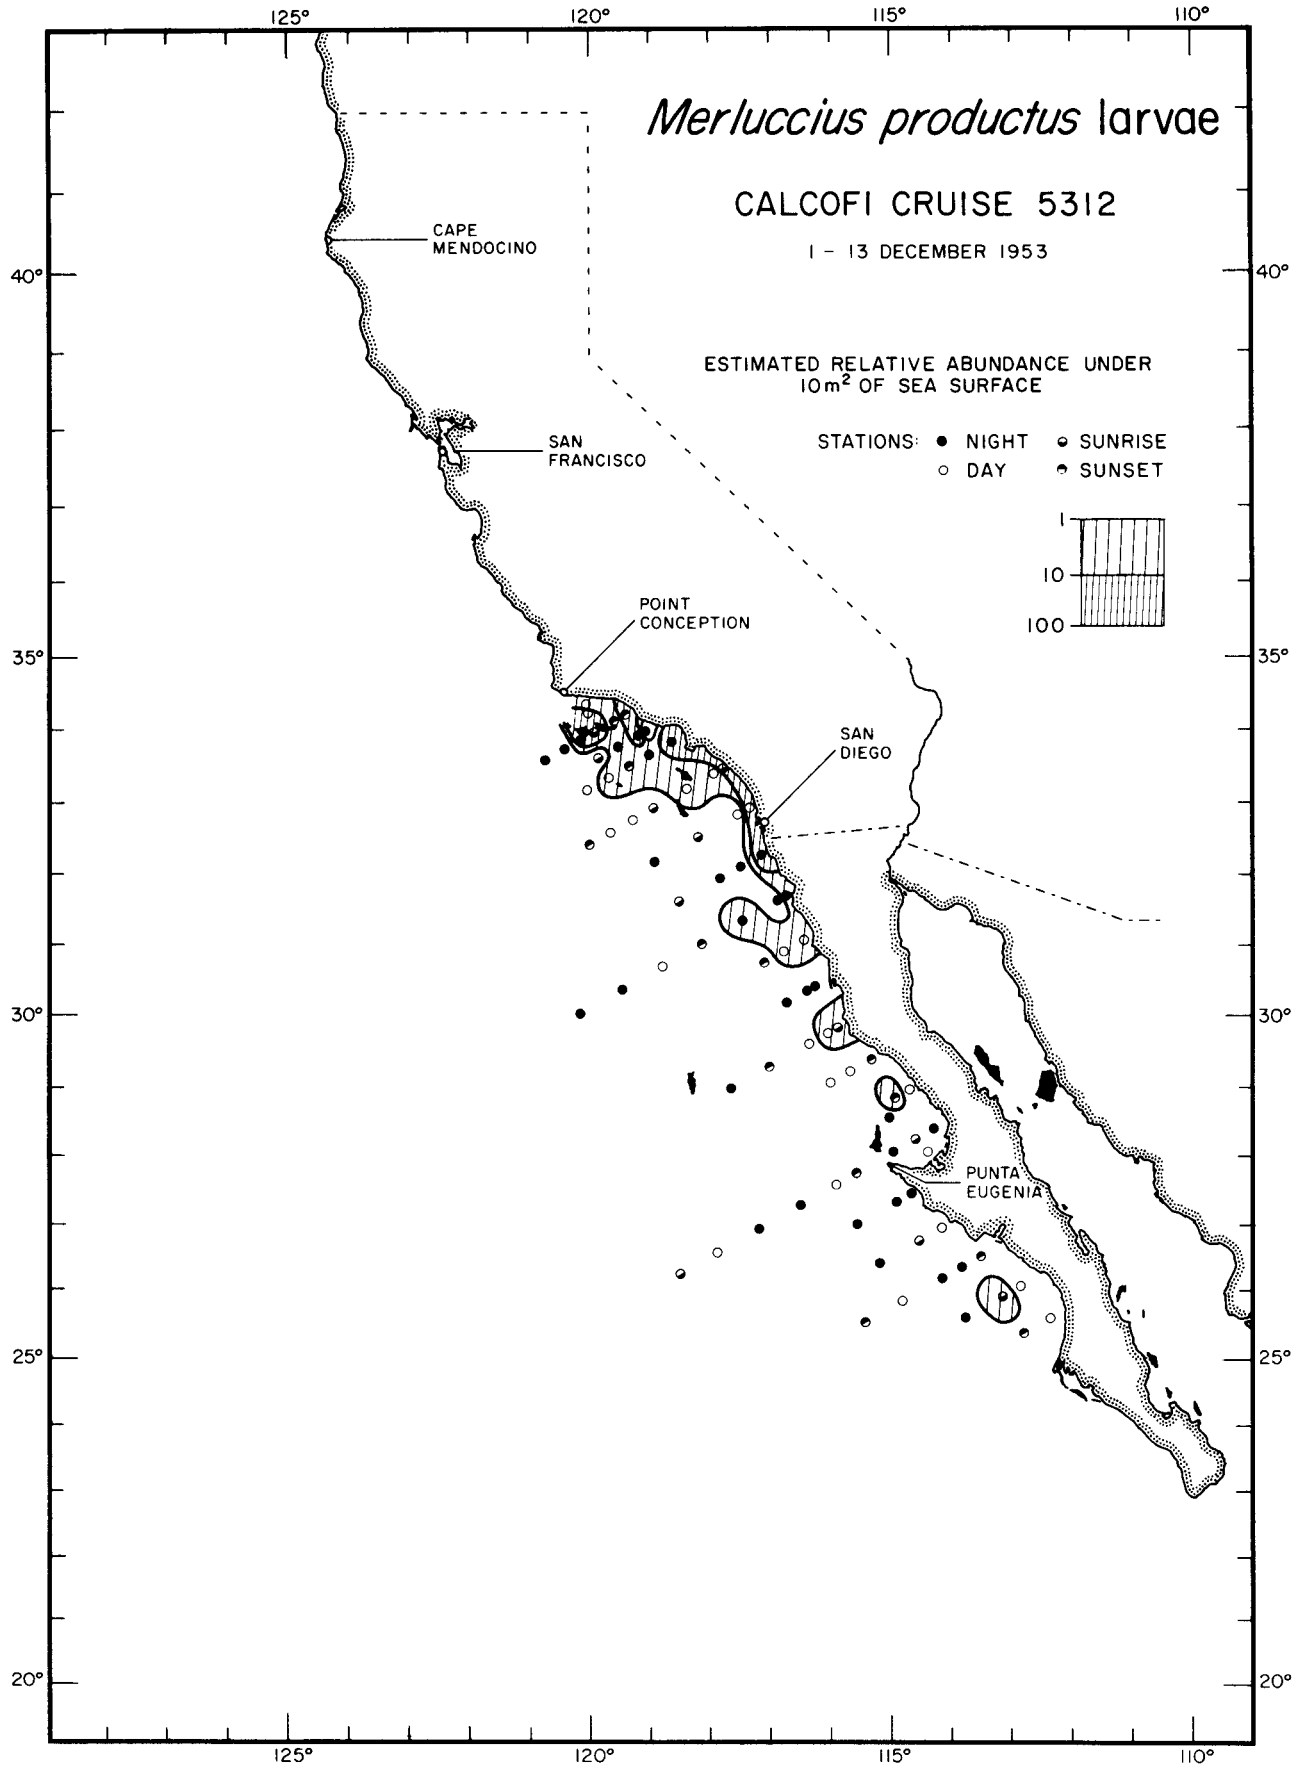 125° 120° 115° 110°
Merluccius productus larvae
CALCOFI CRUISE 5312
1 – 13 DECEMBER 1953
CAPE
MENDOCINO
40° 40°
ESTIMATED RELATIVE ABUNDANCE UNDER
10m² OF SEA SURFACE
STATIONS: ● NIGHT ◒ SUNRISE
○ DAY ◓ SUNSET
SAN
FRANCISCO
1
10
100
POINT
CONCEPTION
35° 35°
SAN
DIEGO
30° 30°
PUNTA
EUGENIA
25° 25°
20° 20°
125° 120° 115° 110°